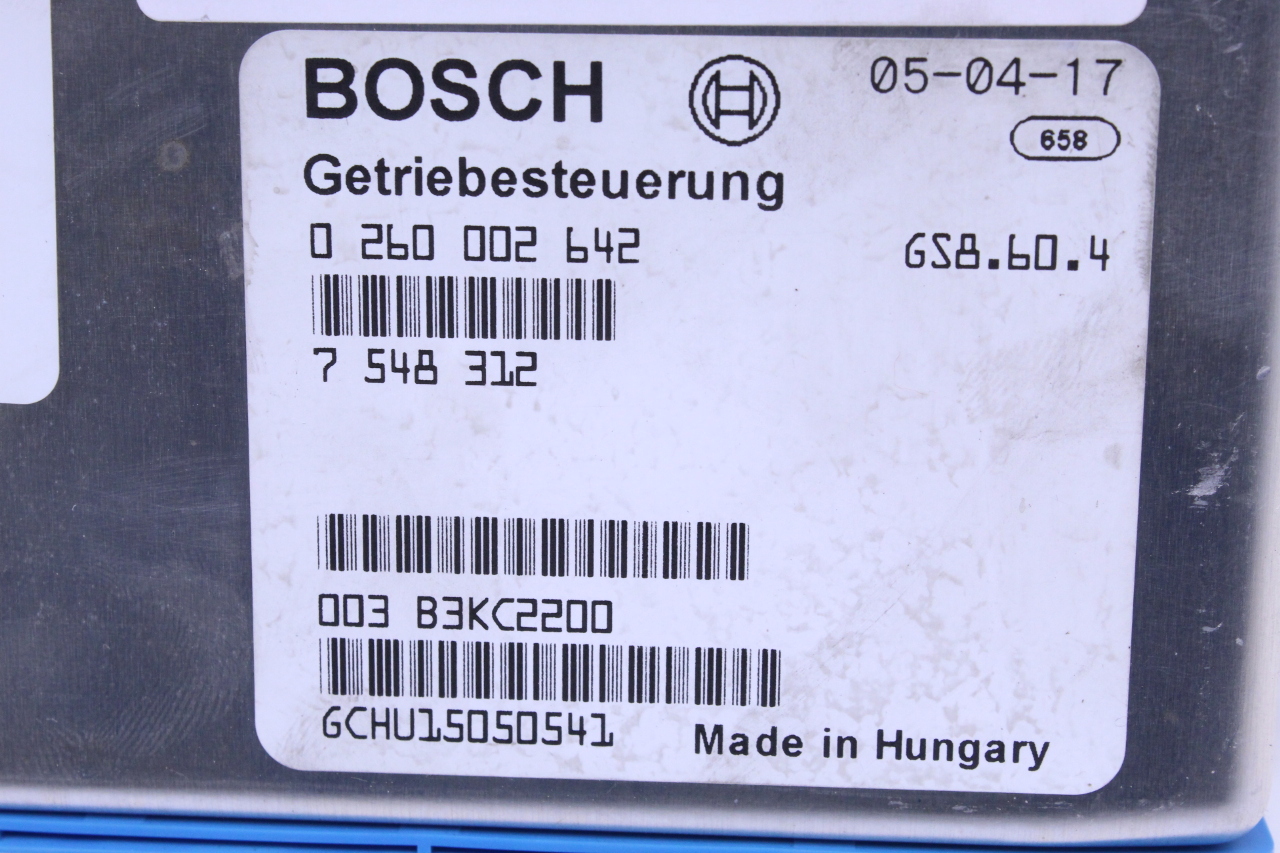 BOSCH
05-04-17
658
Getriebesteuerung
0 260 002 642
GS8.60.4
7 548 312
003 B3KC2200
GCHU15050541
Made in Hungary